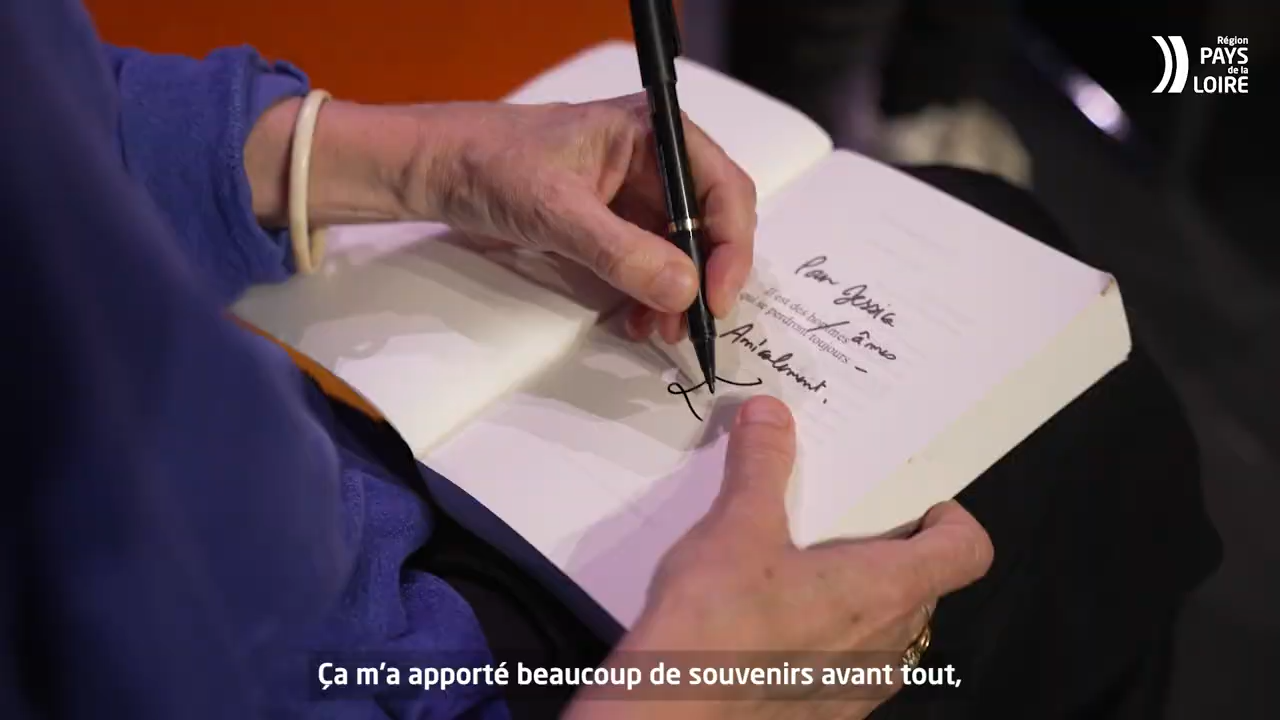 Région
PAYS
de la
LOIRE
Pour Jessica
Il est des hommes âmes
qui se perdront toujours –
Amicalement.
Ça m'a apporté beaucoup de souvenirs avant tout,